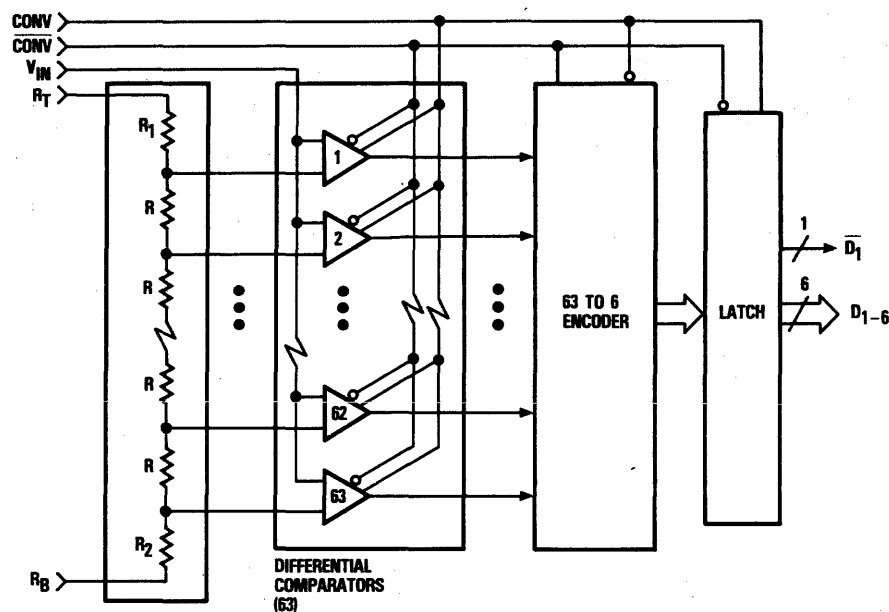 CONV
CONV
VIN
RT
R1
R
R
R
R
R2
RB
1
2
62
63
DIFFERENTIAL
COMPARATORS
(63)
63 TO 6
ENCODER
LATCH
1
D1
6
D1-6